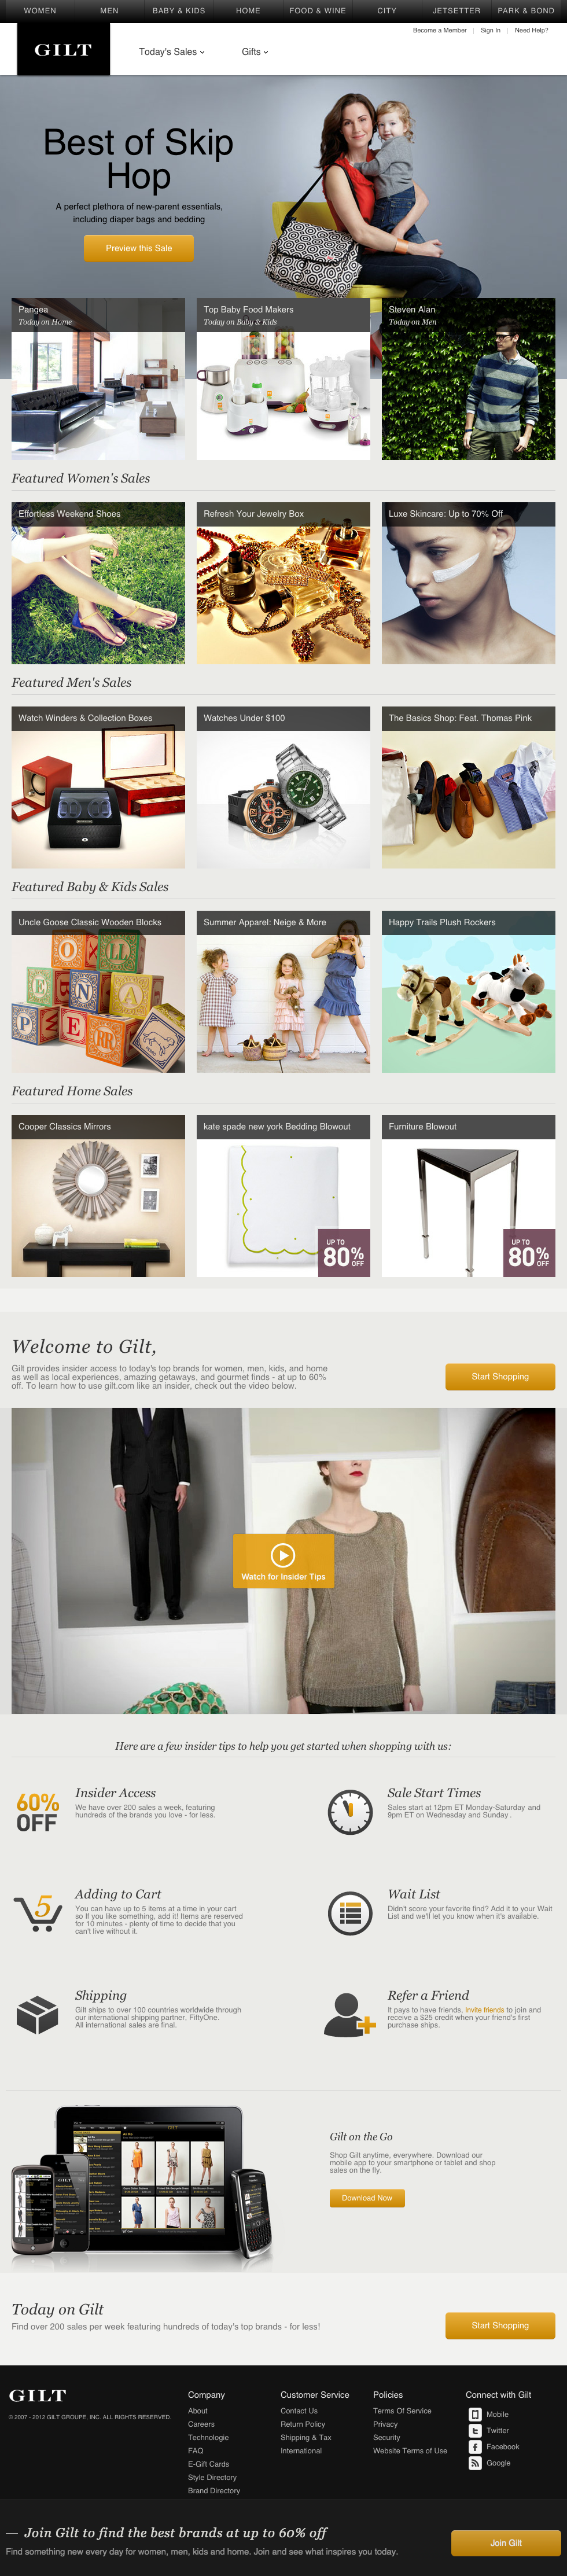 WOMEN MEN BABY & KIDS HOME FOOD & WINE CITY JETSETTER PARK & BOND
Become a Member Sign In Need Help?
GILT
Today's Sales Gifts
Best of Skip
Hop
A perfect plethora of new-parent essentials,
including diaper bags and bedding
Preview this Sale
Pangea
Today on Home
Top Baby Food Makers
Today on Baby & Kids
Steven Alan
Today on Men
Featured Women's Sales
Effortless Weekend Shoes
Refresh Your Jewelry Box
Luxe Skincare: Up to 70% Off
Featured Men's Sales
Watch Winders & Collection Boxes
Watches Under $100
The Basics Shop: Feat. Thomas Pink
Featured Baby & Kids Sales
Uncle Goose Classic Wooden Blocks
Summer Apparel: Neige & More
Happy Trails Plush Rockers
Featured Home Sales
Cooper Classics Mirrors
kate spade new york Bedding Blowout
UP TO
80% OFF
Furniture Blowout
UP TO
80% OFF
Welcome to Gilt,
Gilt provides insider access to today's top brands for women, men, kids, and home
as well as local experiences, amazing getaways, and gourmet finds - at up to 60%
off. To learn how to use gilt.com like an insider, check out the video below.
Start Shopping
Watch for Insider Tips
Here are a few insider tips to help you get started when shopping with us:
60%
OFF
Insider Access
We have over 200 sales a week, featuring
hundreds of the brands you love - for less.
Sale Start Times
Sales start at 12pm ET Monday-Saturday and
9pm ET on Wednesday and Sunday.
5
Adding to Cart
You can have up to 5 items at a time in your cart
so if you like something, add it! Items are reserved
for 10 minutes - plenty of time to decide that you
can't live without it.
Wait List
Didn't score your favorite find? Add it to your Wait
List and we'll let you know when it's available.
Shipping
Gilt ships to over 100 countries worldwide through
our international shipping partner, FiftyOne.
All international sales are final.
Refer a Friend
It pays to have friends. Invite friends to join and
receive a $25 credit when your friend's first
purchase ships.
Gilt on the Go
Shop Gilt anytime, everywhere. Download our
mobile app to your smartphone or tablet and shop
sales on the fly.
Download Now
Today on Gilt
Find over 200 sales per week featuring hundreds of today's top brands - for less!
Start Shopping
GILT
© 2007 - 2012 GILT GROUPE, INC. ALL RIGHTS RESERVED.
Company
About
Careers
Technologie
FAQ
E-Gift Cards
Style Directory
Brand Directory
Customer Service
Contact Us
Return Policy
Shipping & Tax
International
Policies
Terms Of Service
Privacy
Security
Website Terms of Use
Connect with Gilt
Mobile
Twitter
Facebook
Google
— Join Gilt to find the best brands at up to 60% off
Find something new every day for women, men, kids and home. Join and see what inspires you today.
Join Gilt